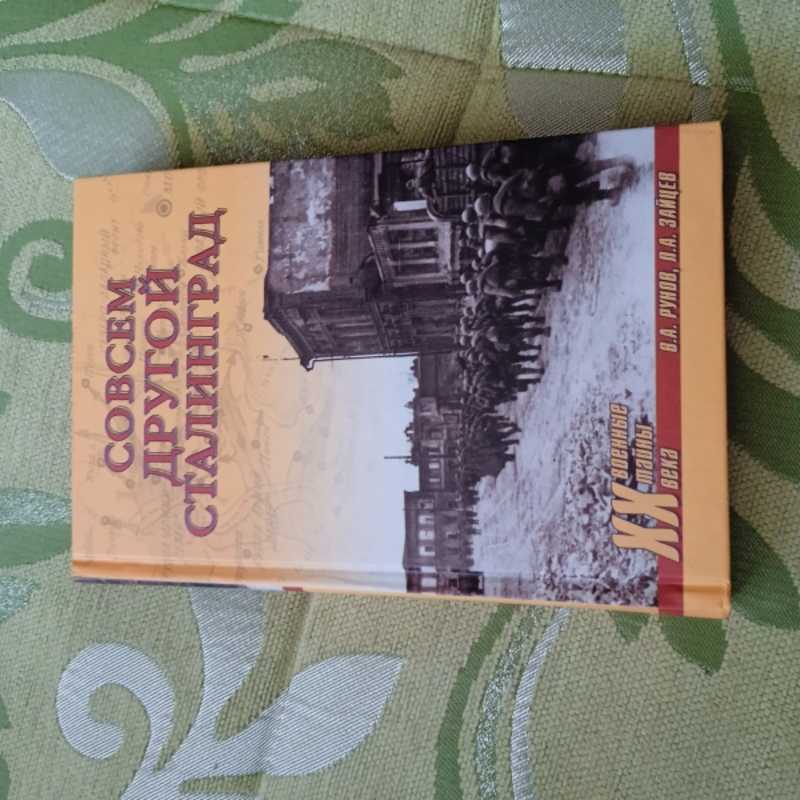 СОВСЕМ
ДРУГОЙ
СТАЛИНГРАД
XX военные
тайны
века
В.А. РУНОВ, Л.А. ЗАЙЦЕВ